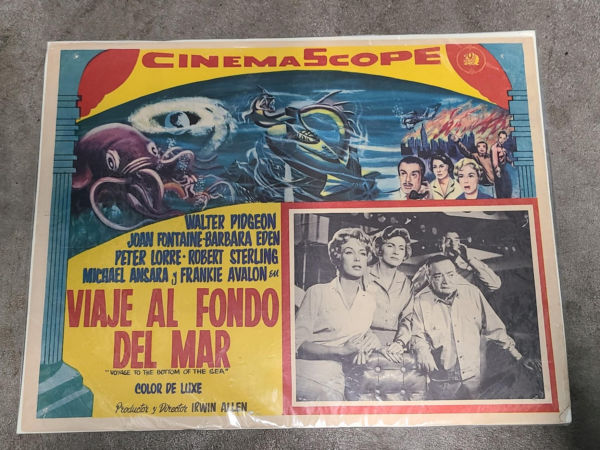 CINEMASCOPE
WALTER PIDGEON
JOAN FONTAINE-BARBARA EDEN
PETER LORRE · ROBERT STERLING
MICHAEL ANSARA y FRANKIE AVALON en
VIAJE AL FONDO
DEL MAR
"VOYAGE TO THE BOTTOM OF THE SEA"
COLOR DE LUXE
Productor y Director IRWIN ALLEN